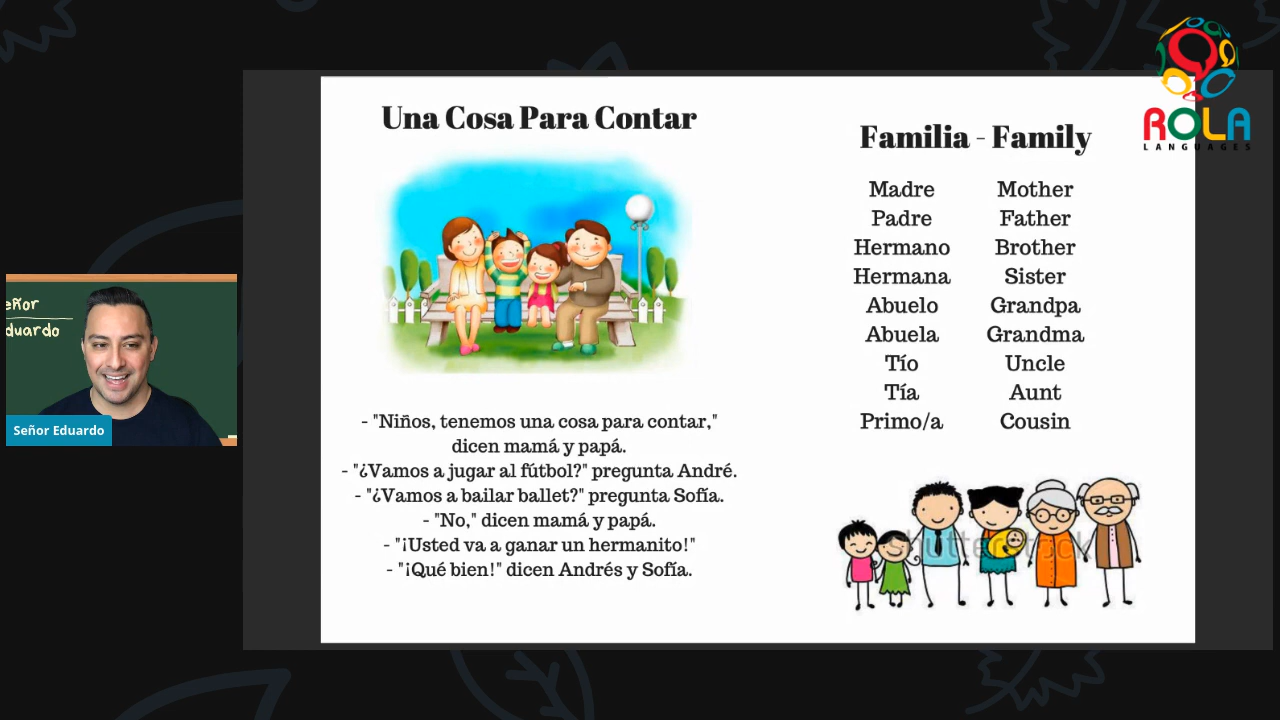 Una Cosa Para Contar
- "Niños, tenemos una cosa para contar,"
dicen mamá y papá.
- "¿Vamos a jugar al fútbol?" pregunta André.
- "¿Vamos a bailar ballet?" pregunta Sofía.
- "No," dicen mamá y papá.
- "¡Usted va a ganar un hermanito!"
- "¡Qué bien!" dicen Andrés y Sofía.
Familia - Family
Madre Mother
Padre Father
Hermano Brother
Hermana Sister
Abuelo Grandpa
Abuela Grandma
Tío Uncle
Tía Aunt
Primo/a Cousin
shutterstock
ROLA
LANGUAGES
eñor
duardo
Señor Eduardo